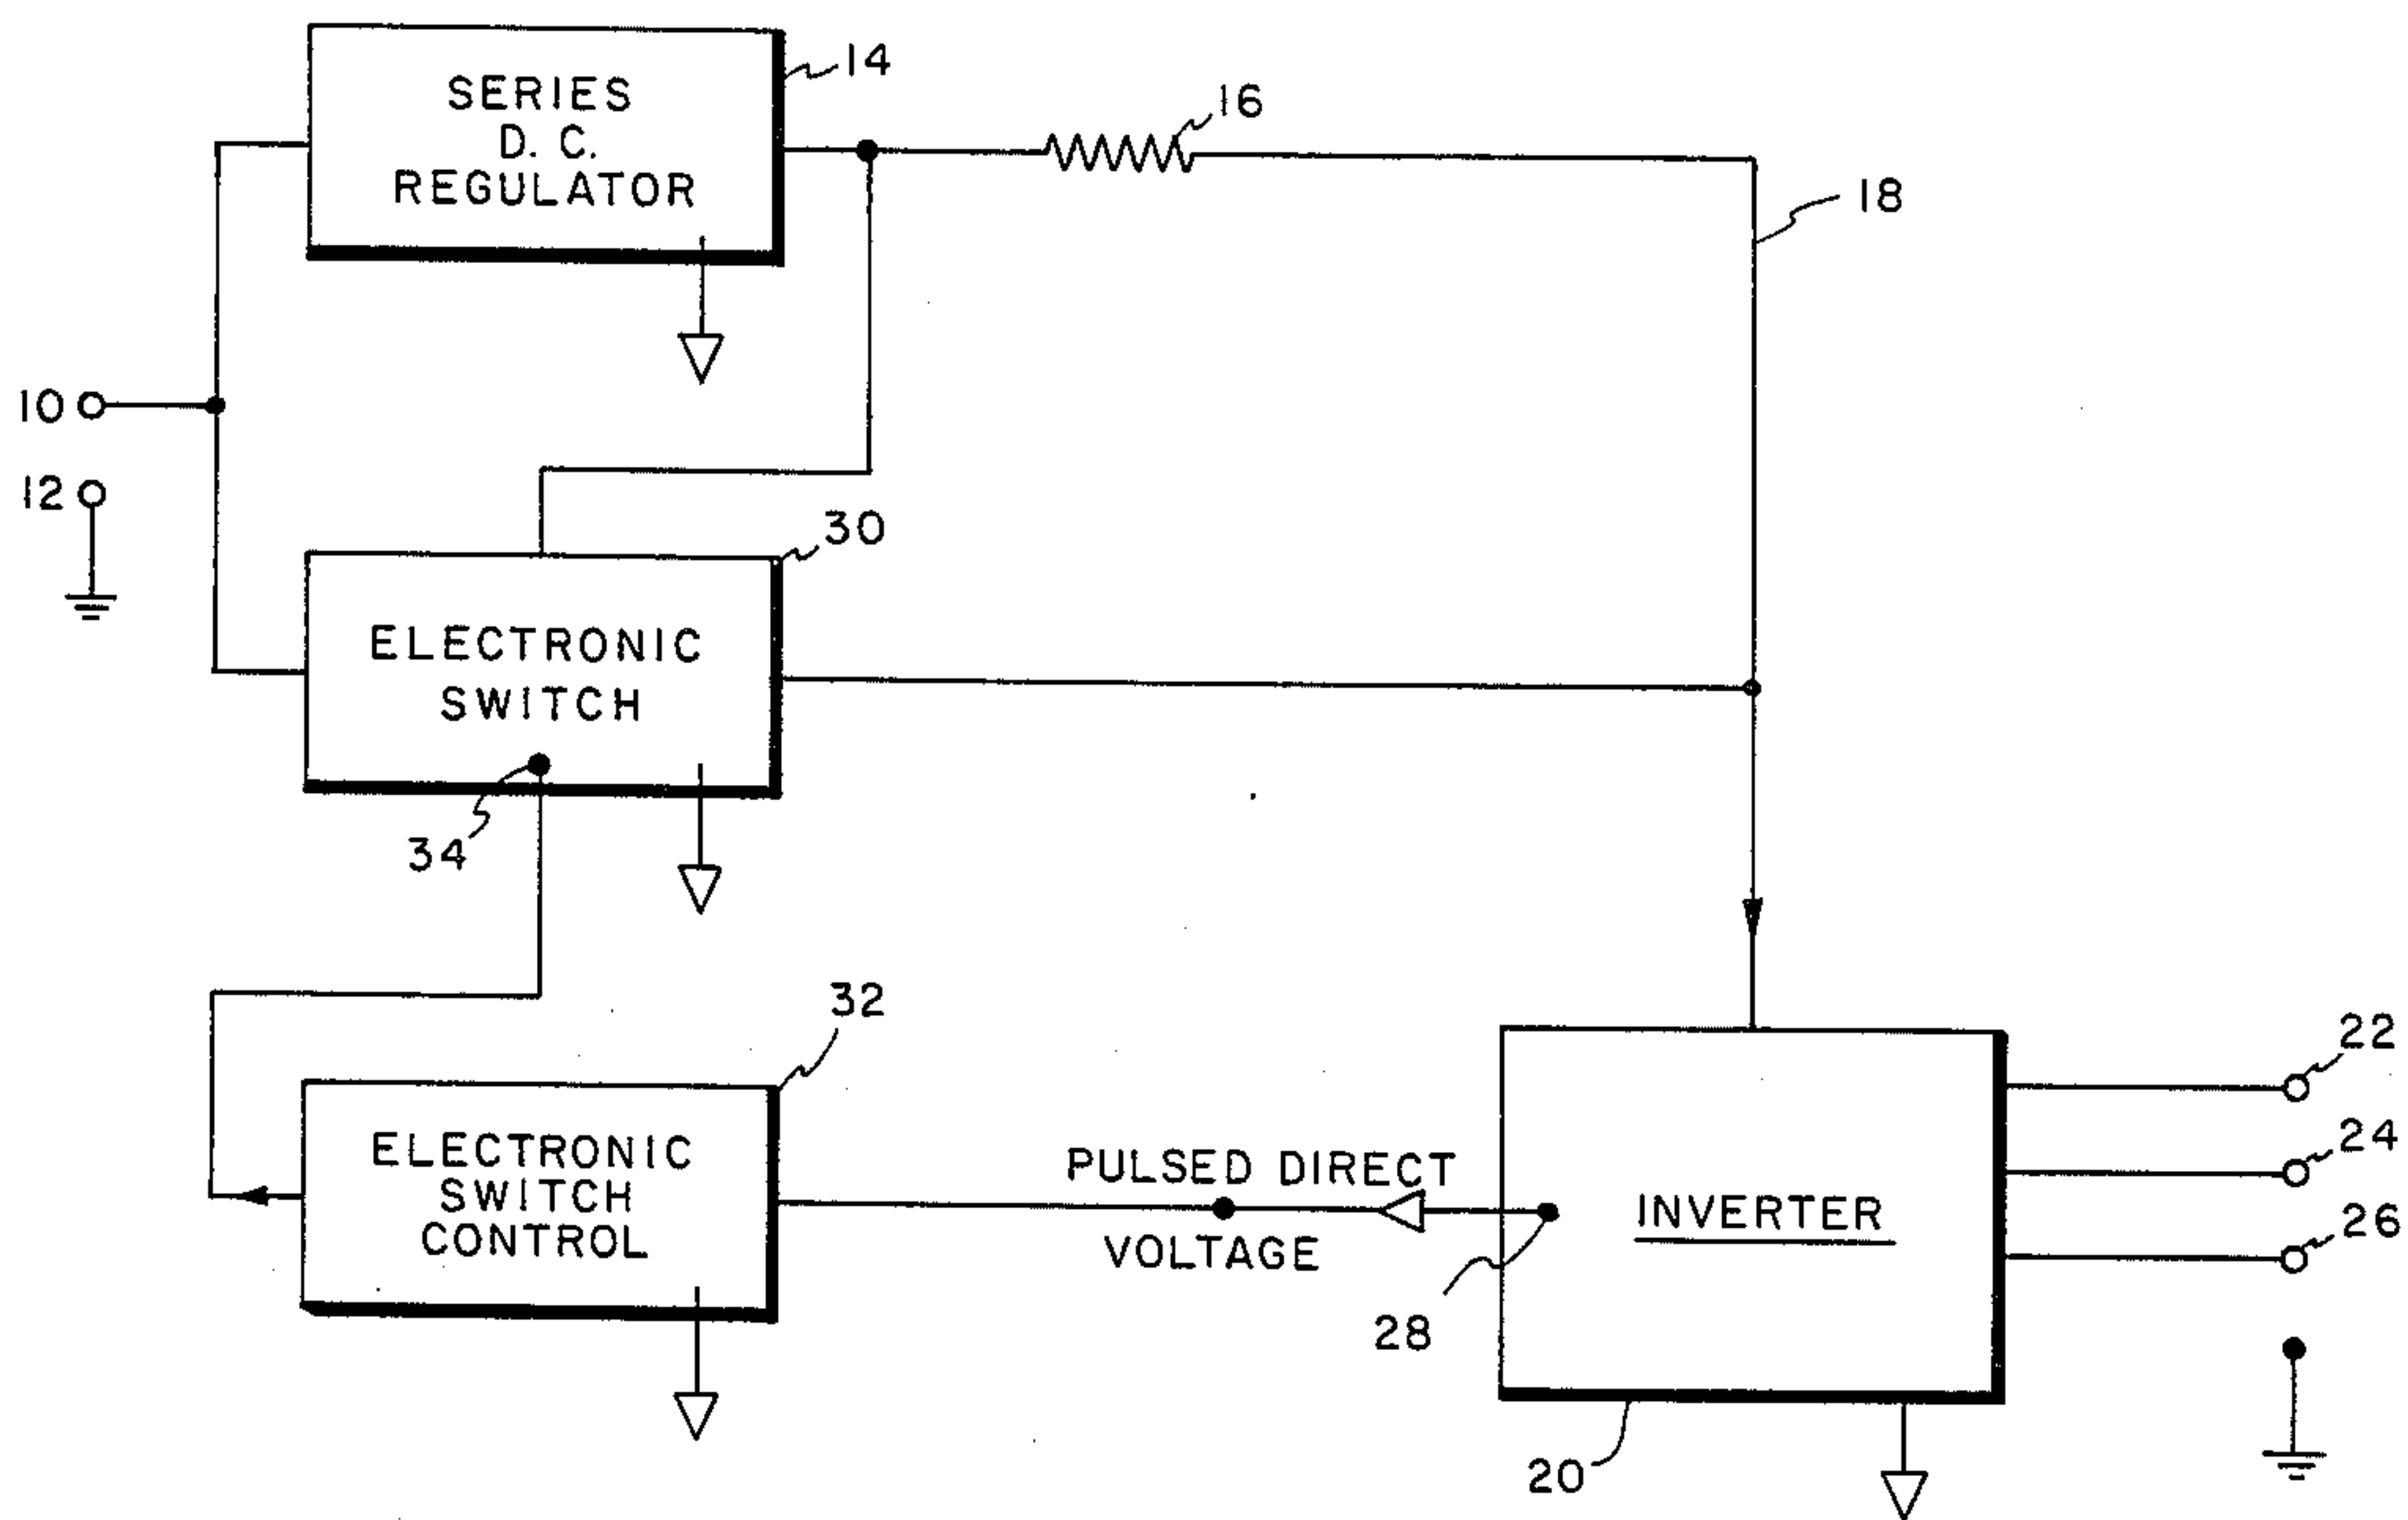 14
SERIES
D. C.
REGULATOR
16
18
10
12
30
ELECTRONIC
SWITCH
34
32
ELECTRONIC
SWITCH
CONTROL
PULSED DIRECT
VOLTAGE
28
INVERTER
20
22
24
26